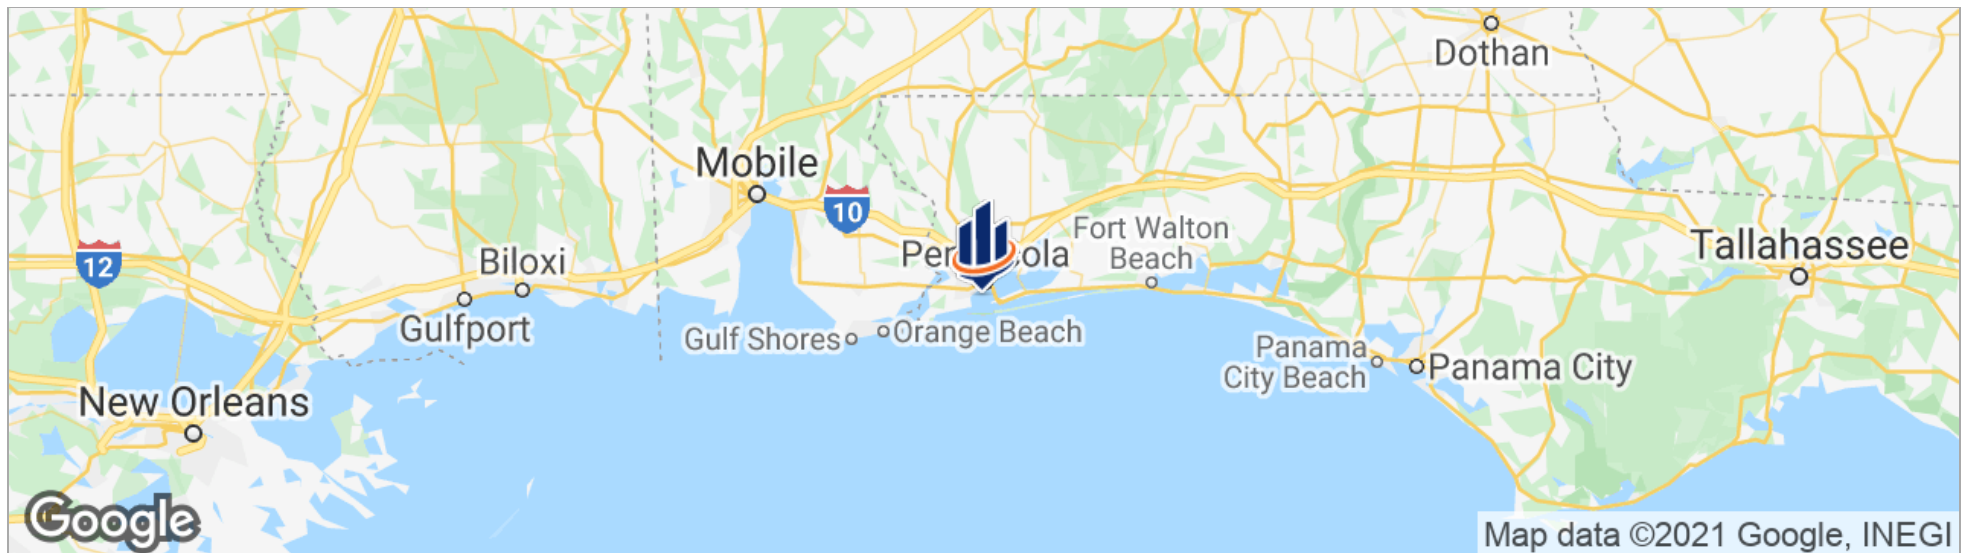 Dothan
Mobile
10
Fort Walton
Beach
Tallahassee
12
Biloxi
Gulfport
Gulf Shores
Orange Beach
Panama
City Beach
Panama City
New Orleans
Google
Map data ©2021 Google, INEGI